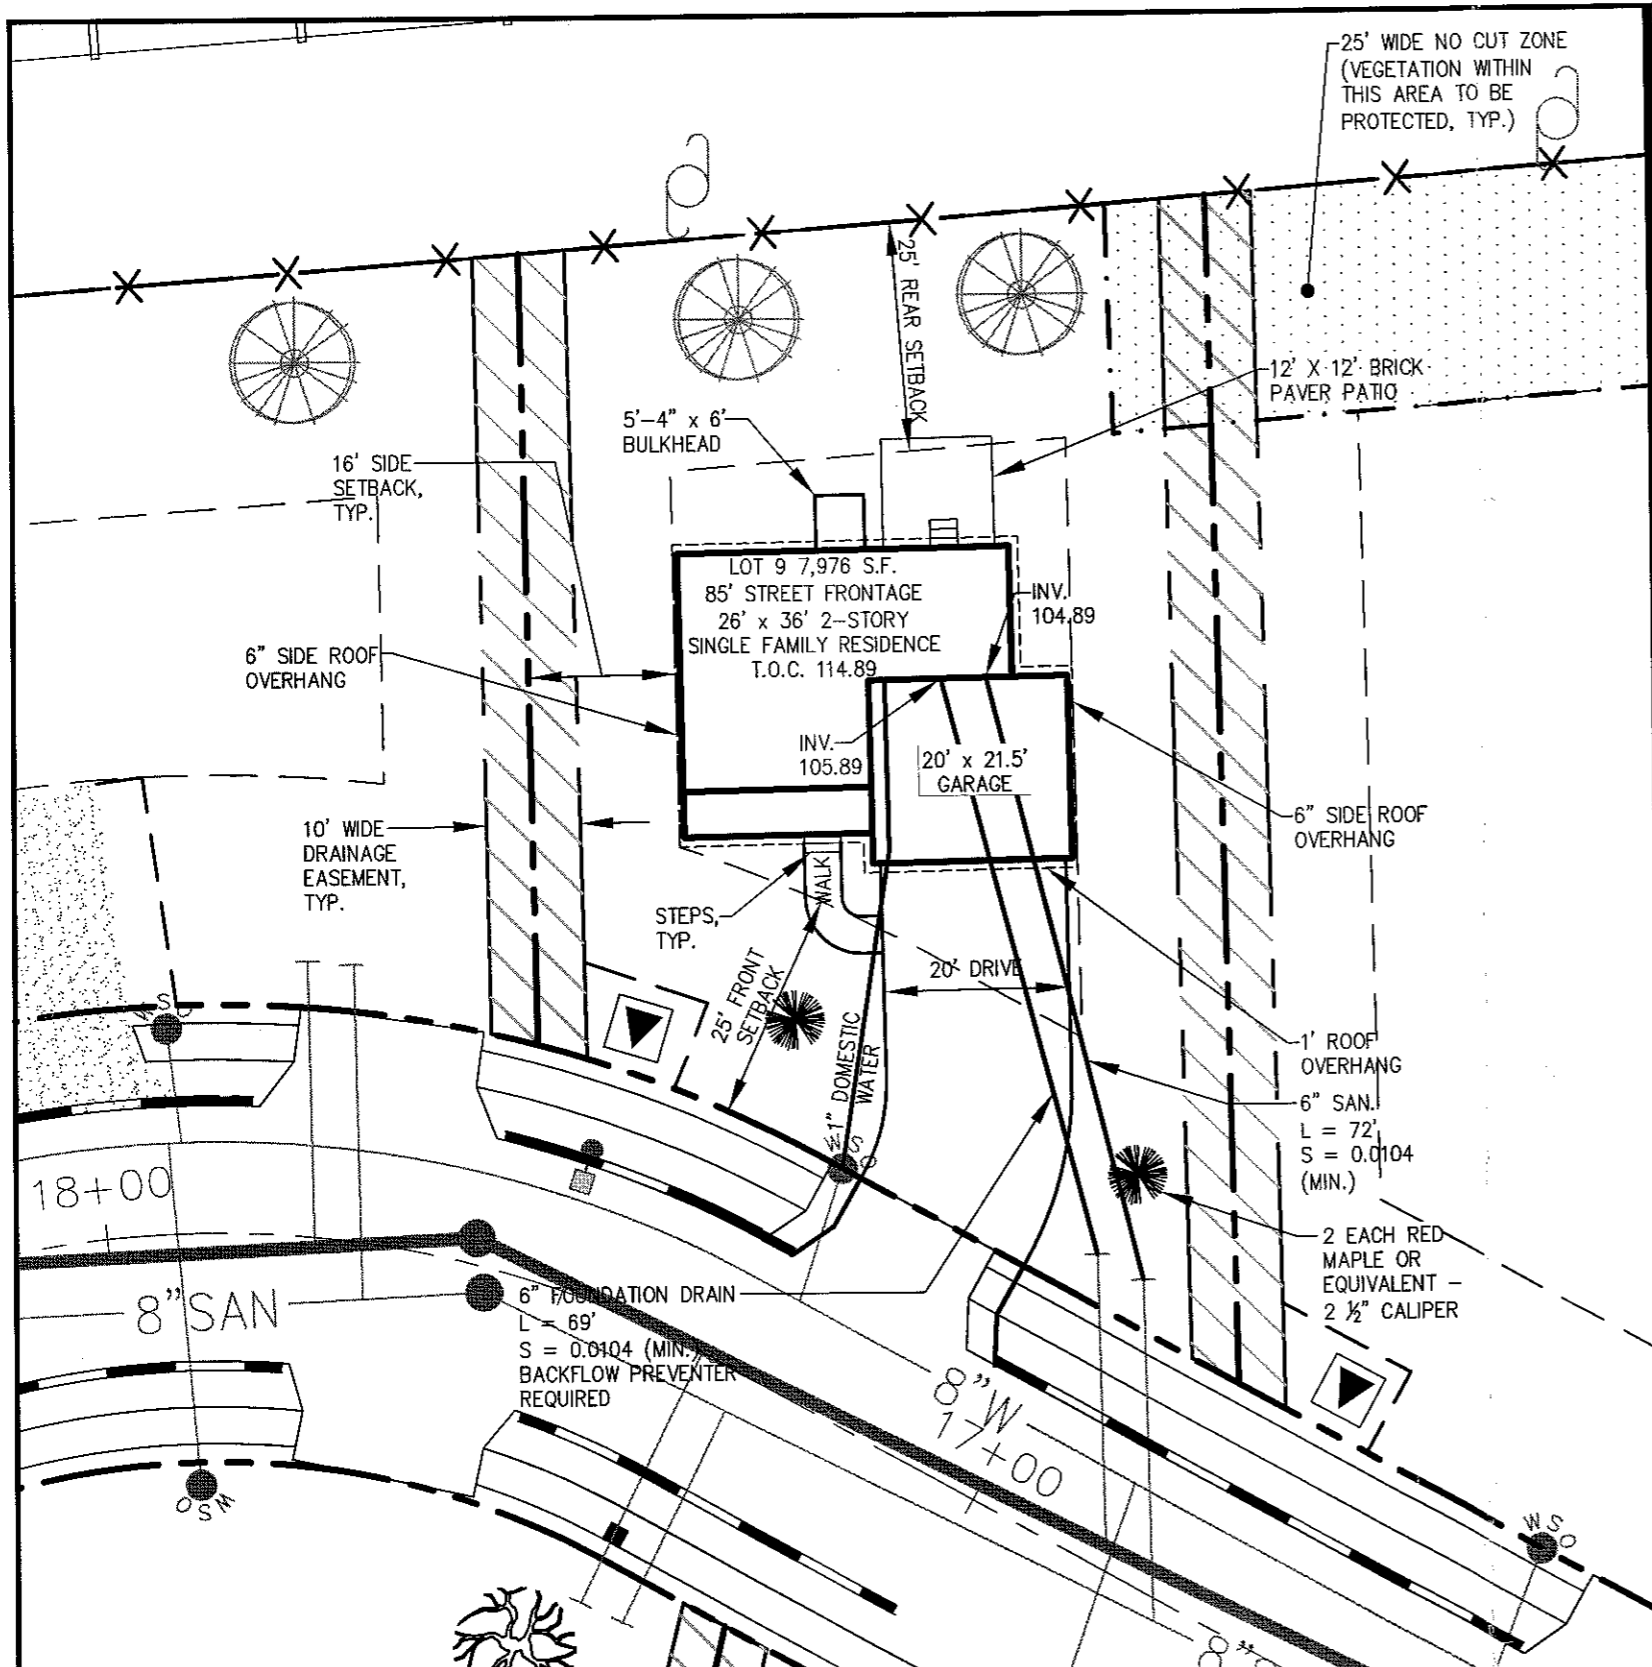 25' WIDE NO CUT ZONE
(VEGETATION WITHIN
THIS AREA TO BE
PROTECTED, TYP.)
25' REAR SETBACK
12' X 12' BRICK
PAVER PATIO
5'-4" x 6'
BULKHEAD
16' SIDE
SETBACK,
TYP.
LOT 9 7,976 S.F.
85' STREET FRONTAGE
26' x 36' 2-STORY
SINGLE FAMILY RESIDENCE
T.O.C. 114.89
INV.
104.89
6" SIDE ROOF
OVERHANG
INV.
105.89
20' x 21.5'
GARAGE
6" SIDE ROOF
OVERHANG
10' WIDE
DRAINAGE
EASEMENT,
TYP.
WALK
STEPS,
TYP.
20' DRIVE
25' FRONT
SETBACK
1" DOMESTIC
WATER
1' ROOF
OVERHANG
6" SAN.
L = 72'
S = 0.0104
(MIN.)
WSO
WSO
18+00
2 EACH RED
MAPLE OR
EQUIVALENT –
2 ½" CALIPER
8"SAN
6" FOUNDATION DRAIN
L = 69'
S = 0.0104 (MIN.)
BACKFLOW PREVENTER
REQUIRED
8"W
17+00
WSO
WSO